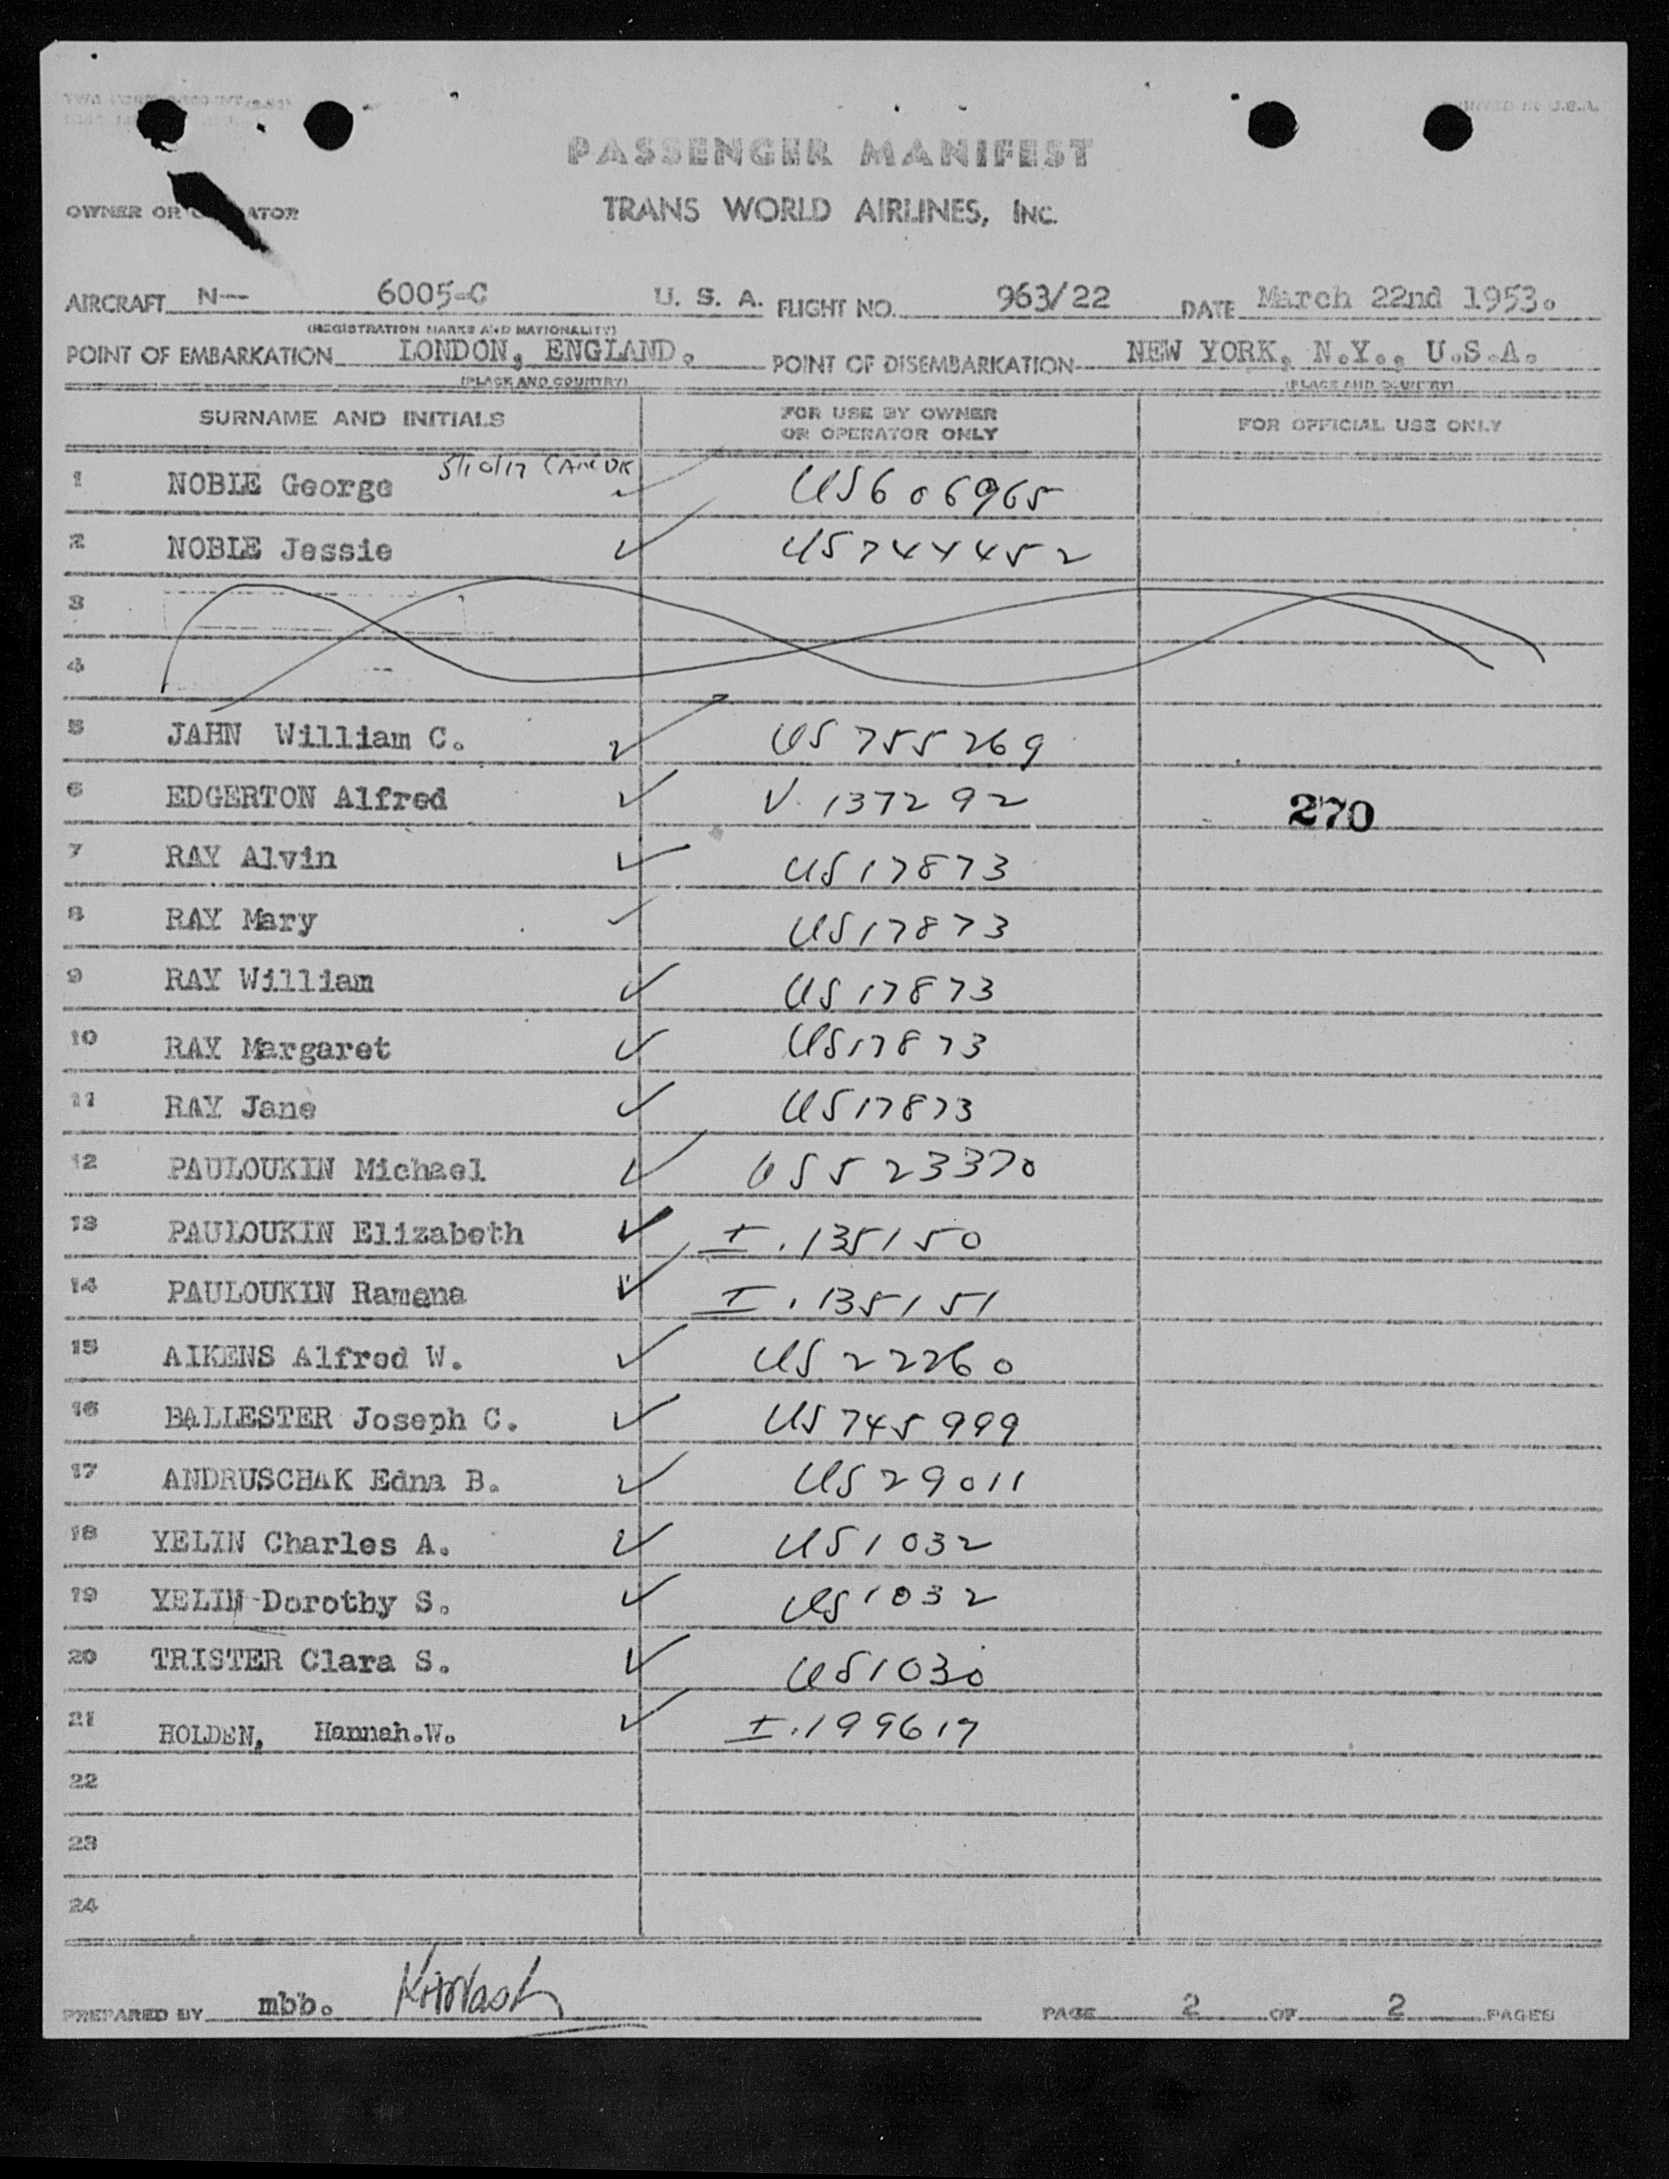 PASSENGER MANIFEST
OWNER OR OPERATOR TRANS WORLD AIRLINES, INC.
AIRCRAFT N-- 6005-C U. S. A. FLIGHT NO. 963/22 DATE March 22nd 1953.
(REGISTRATION MARKS AND NATIONALITY)
POINT OF EMBARKATION LONDON, ENGLAND. POINT OF DISEMBARKATION NEW YORK, N.Y., U.S.A.
(PLACE AND COUNTRY) (PLACE AND COUNTRY)
SURNAME AND INITIALS FOR USE BY OWNER OR OPERATOR ONLY FOR OFFICIAL USE ONLY
1 NOBLE George 5/10/17 US606965
2 NOBLE Jessie US744452
3
4
5 JAHN William C. US755269
6 EDGERTON Alfred V. 137292 270
7 RAY Alvin US17873
8 RAY Mary US17873
9 RAY William US17873
10 RAY Margaret US17873
11 RAY Jane US17873
12 PAULOUKIN Michael US523370
13 PAULOUKIN Elizabeth I.135150
14 PAULOUKIN Ramena I.135151
15 AIKENS Alfred W. US22260
16 BALLESTER Joseph C. US745999
17 ANDRUSCHAK Edna B. US29011
18 YELIN Charles A. US1032
19 YELIN Dorothy S. US1032
20 TRISTER Clara S. US1030
21 HOLDEN, Hannah.W. I.199617
22
23
24
PREPARED BY mbb. PAGE 2 OF 2 PAGES